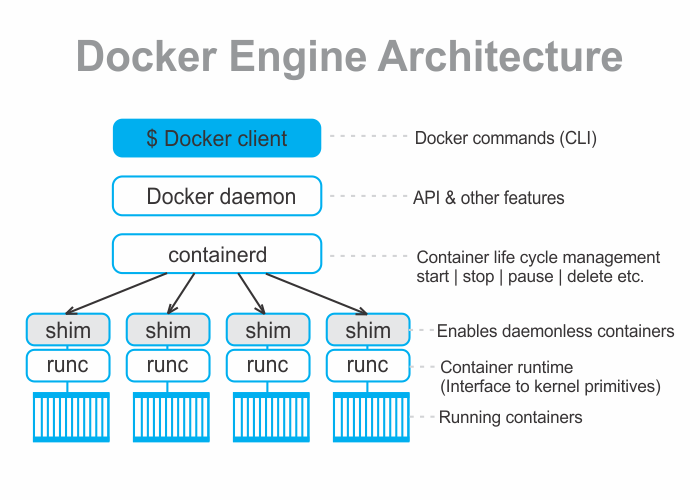 Docker Engine Architecture
$ Docker client
Docker commands (CLI)
Docker daemon
API & other features
containerd
Container life cycle management
start | stop | pause | delete etc.
shim shim shim shim
Enables daemonless containers
runc runc runc runc
Container runtime
(Interface to kernel primitives)
Running containers